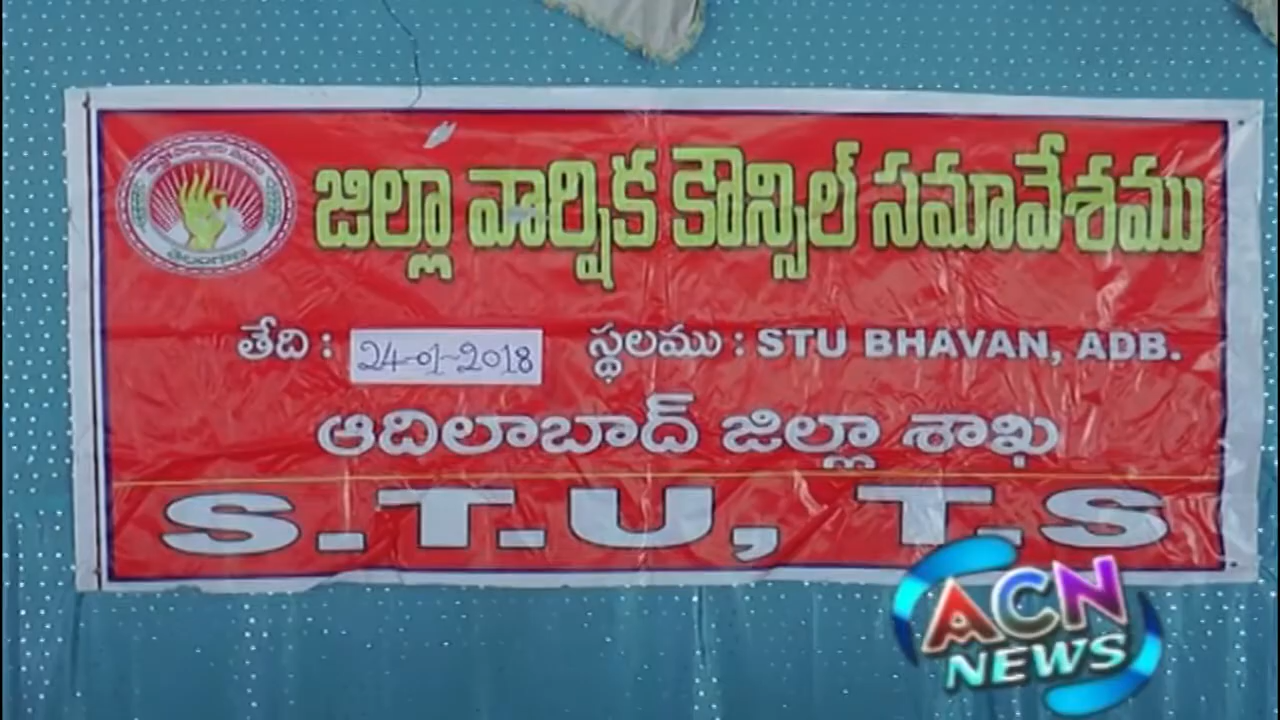 జిల్లా వార్షిక కౌన్సిల్ సమావేశము
తేది : 24-01-2018 స్థలము : STU BHAVAN, ADB.
ఆదిలాబాద్ జిల్లా శాఖ
S.T.U, T.S
ACN
NEWS